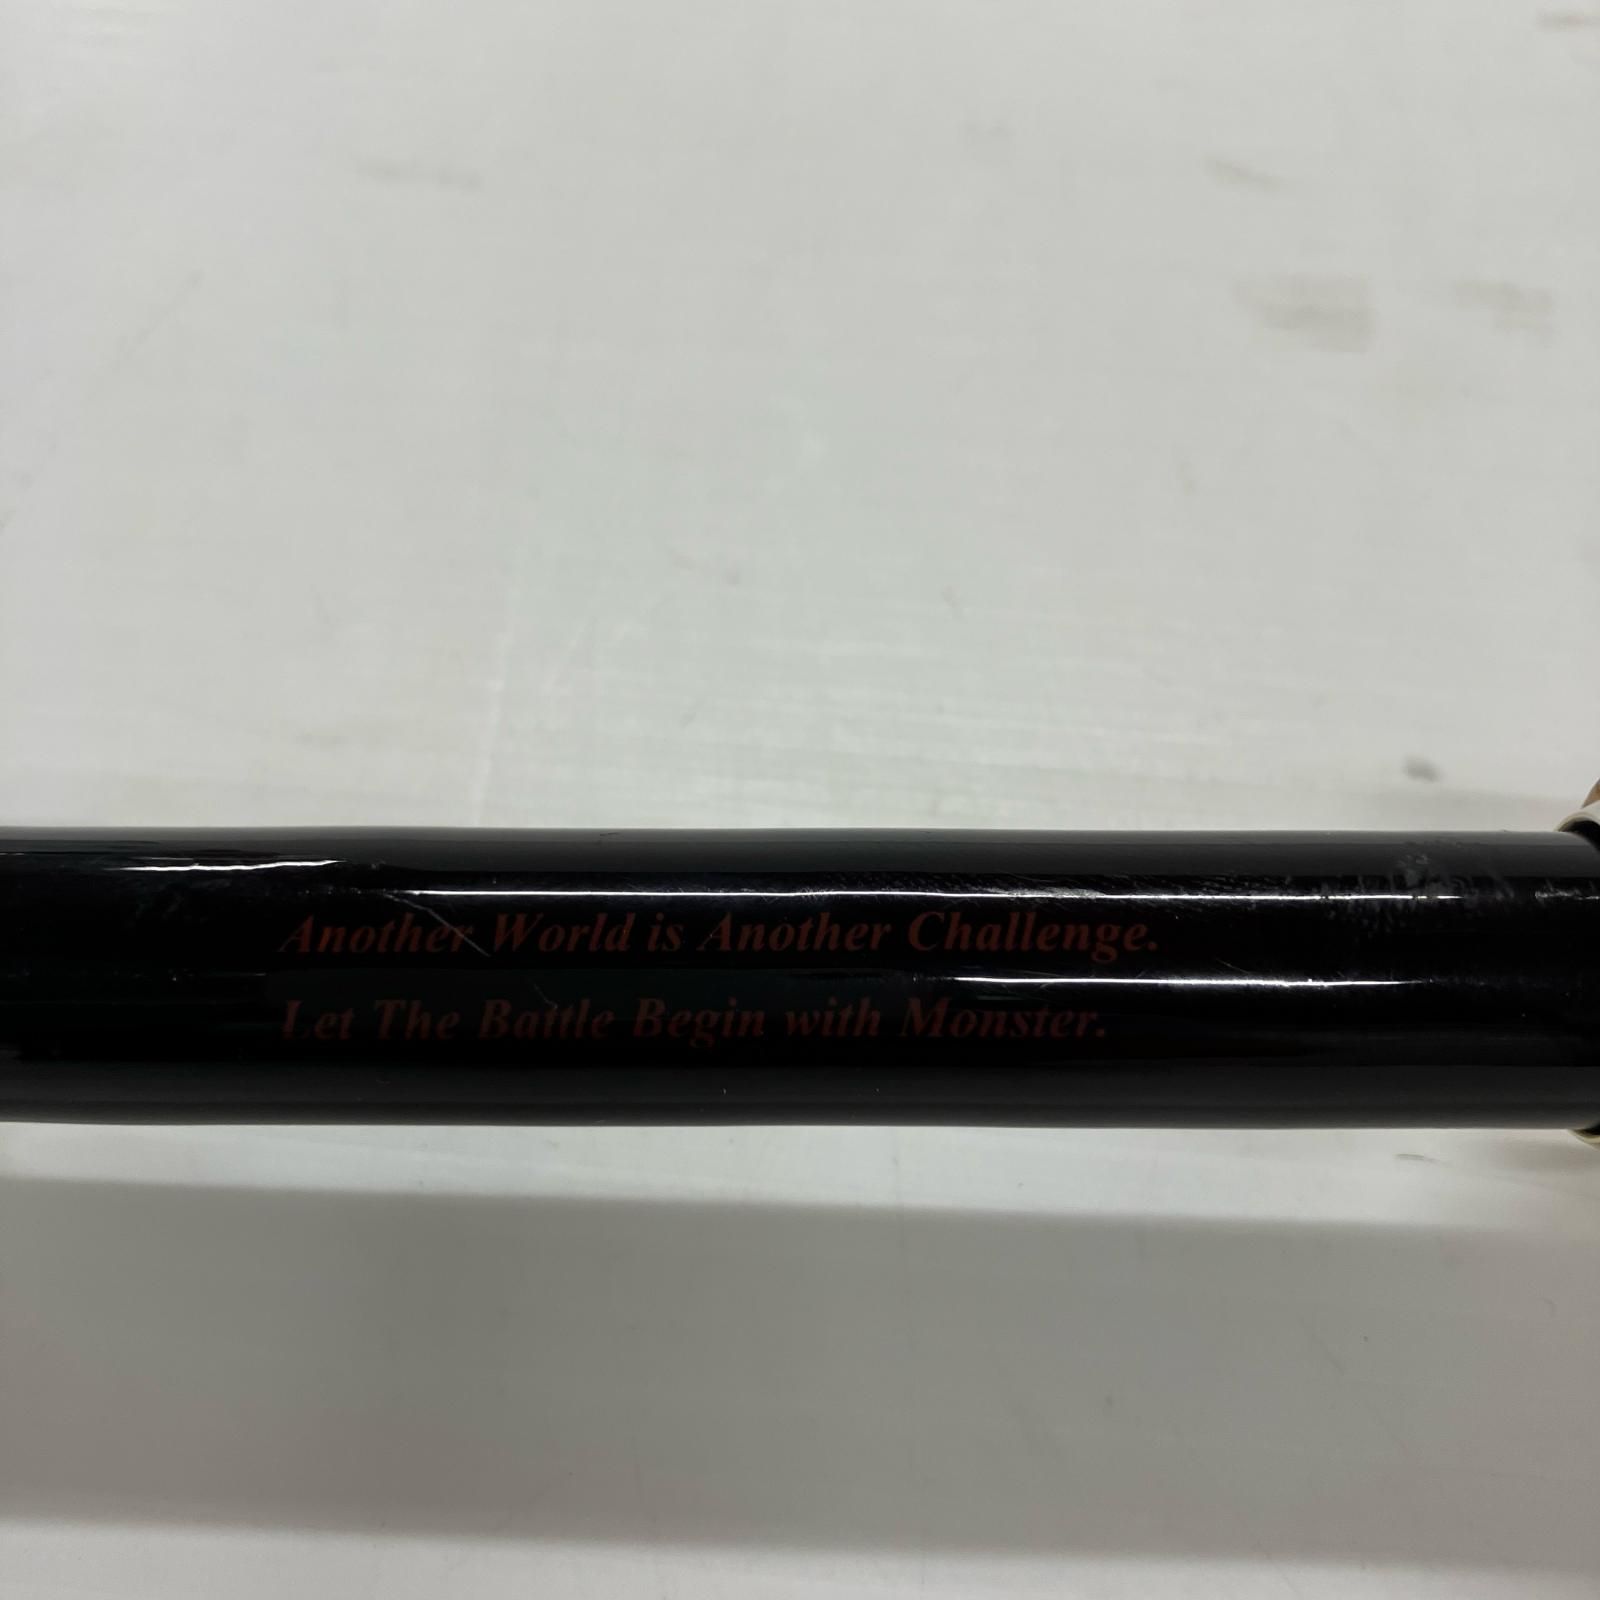 Another World is Another Challenge.
Let The Battle Begin with Monster.